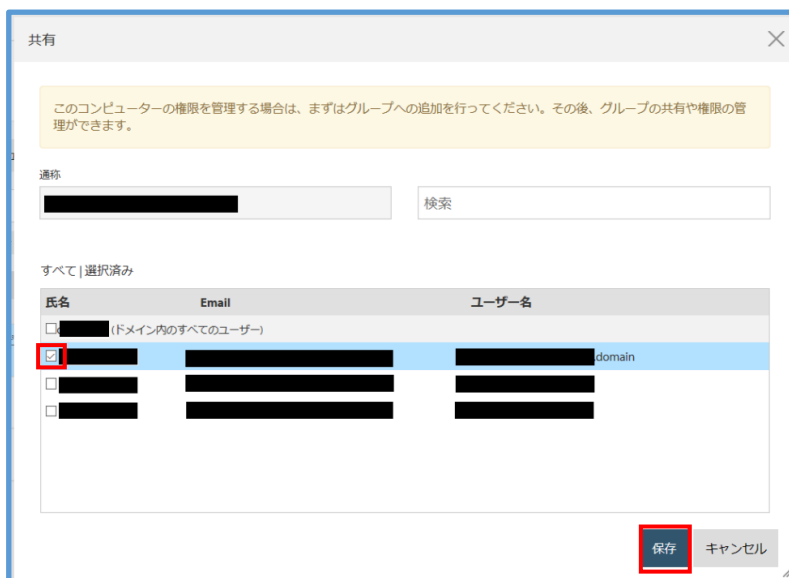 共有
このコンピューターの権限を管理する場合は、まずはグループへの追加を行ってください。その後、グループの共有や権限の管
理ができます。
通称
検索
すべて | 選択済み
氏名 Email ユーザー名
(ドメイン内のすべてのユーザー)
.domain
保存 キャンセル